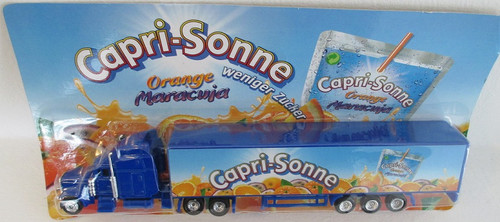 Capri-Sonne
Orange
Maracuja
weniger Zucker
Capri-Sonne
Orange
Maracuja
Capri-Sonne